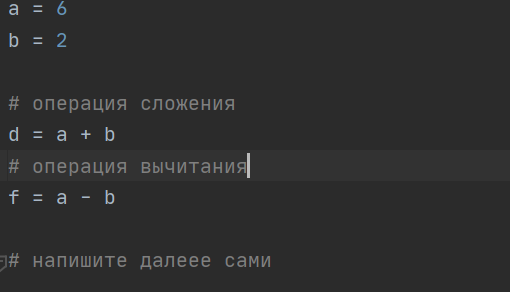 a = 6
b = 2
# операция сложения
d = a + b
# операция вычитания
f = a - b
# напишите далеее сами